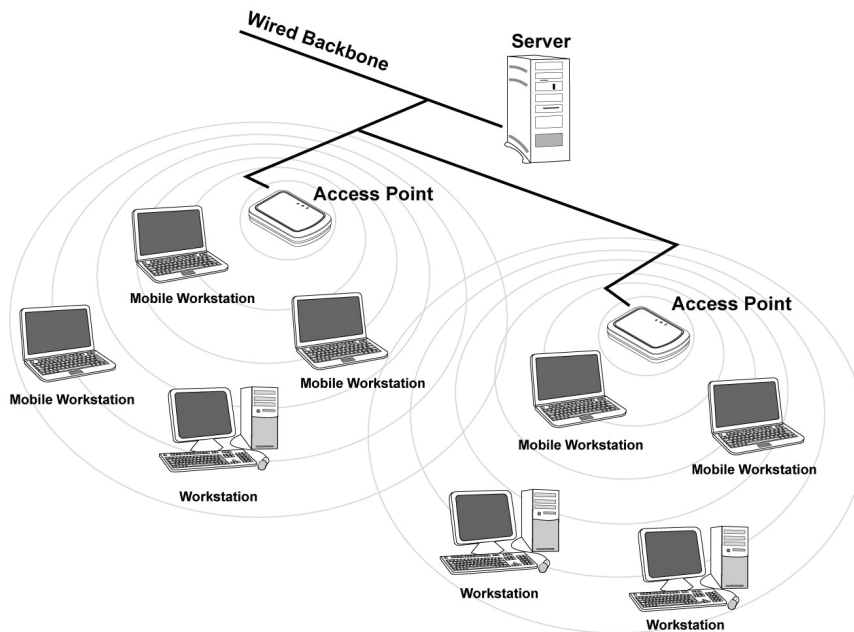 Wired Backbone
Server
Access Point
Mobile Workstation
Access Point
Mobile Workstation
Mobile Workstation
Mobile Workstation
Mobile Workstation
Workstation
Workstation
Workstation